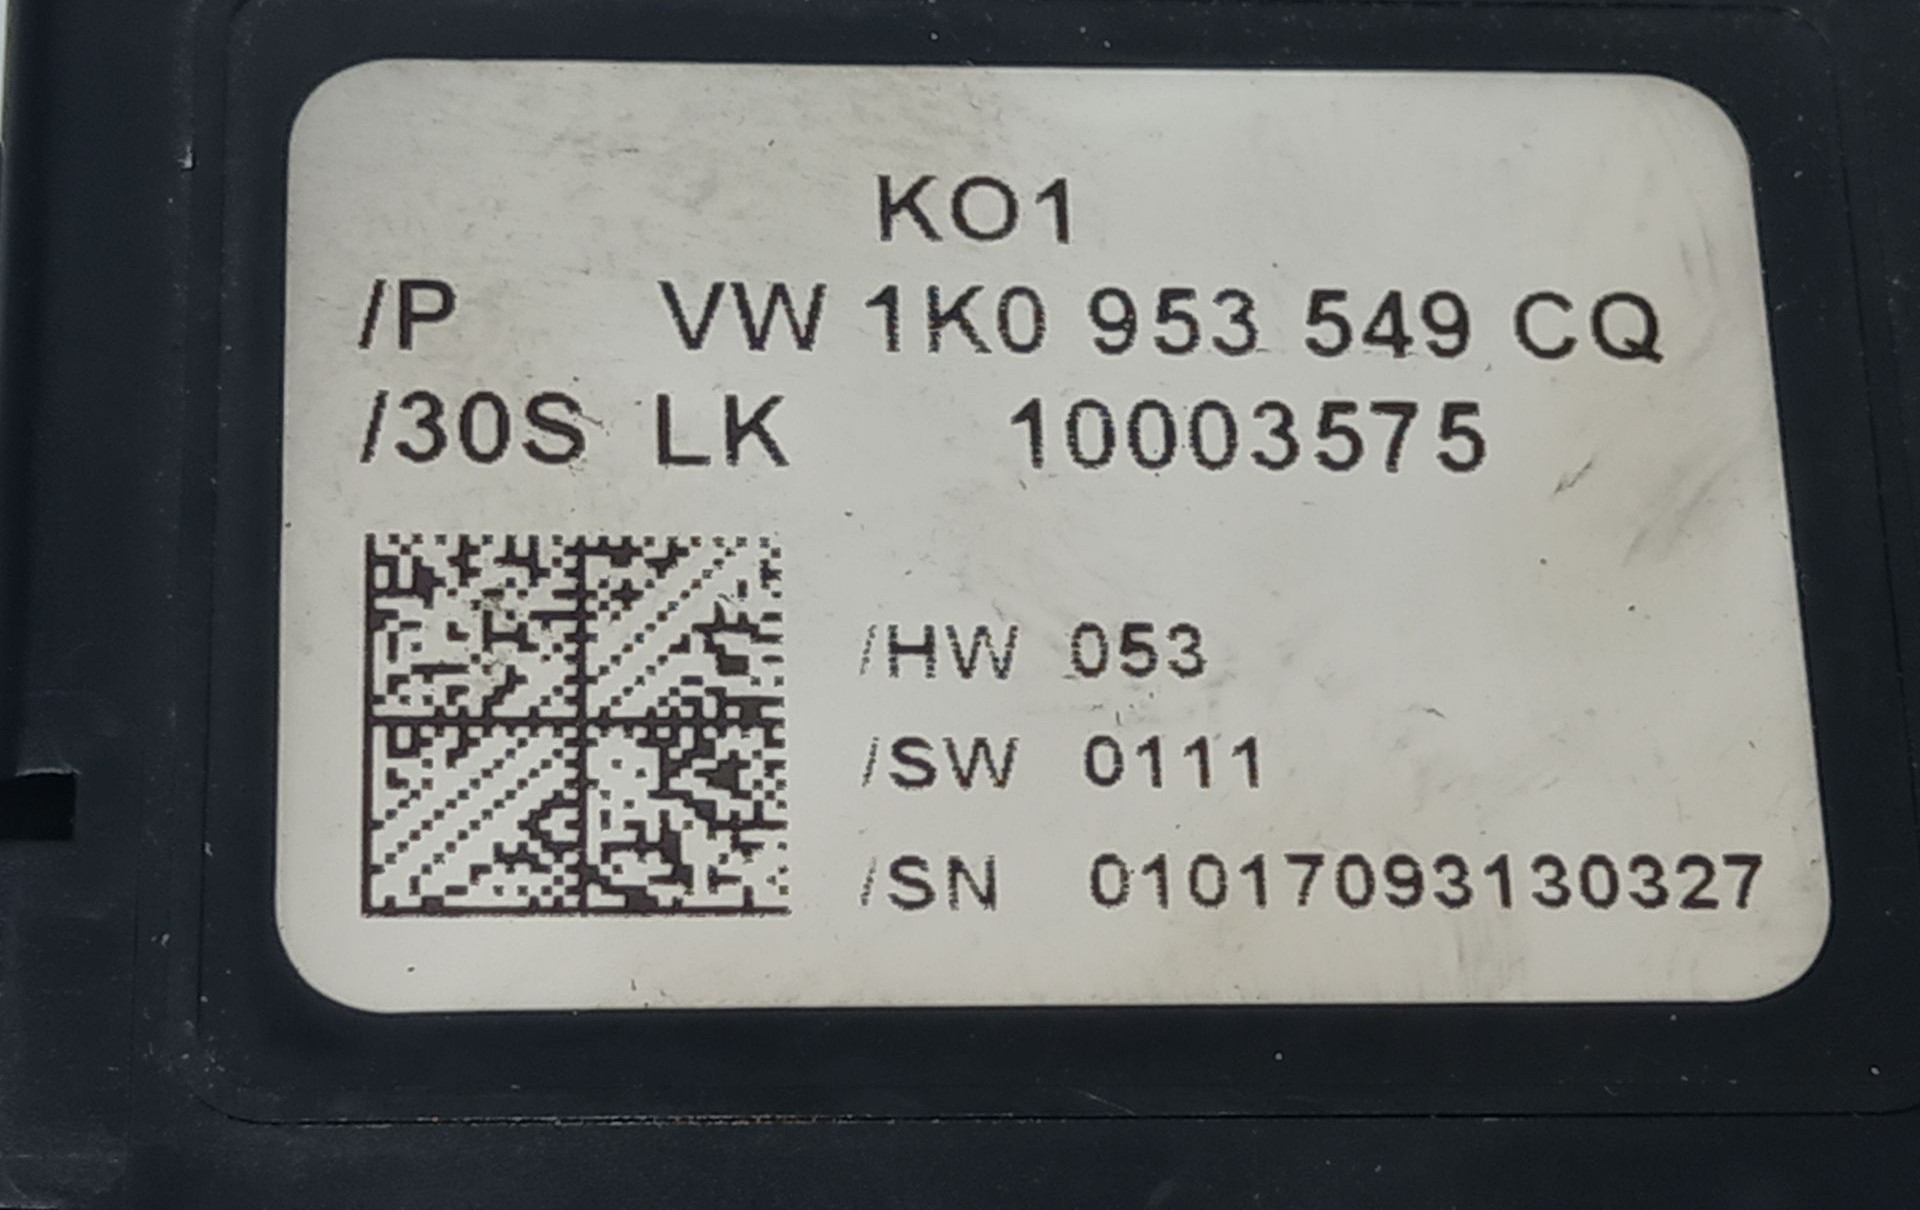 KO1
/P VW 1K0 953 549 CQ
/30S LK 10003575
/HW 053
/SW 0111
/SN 01017093130327